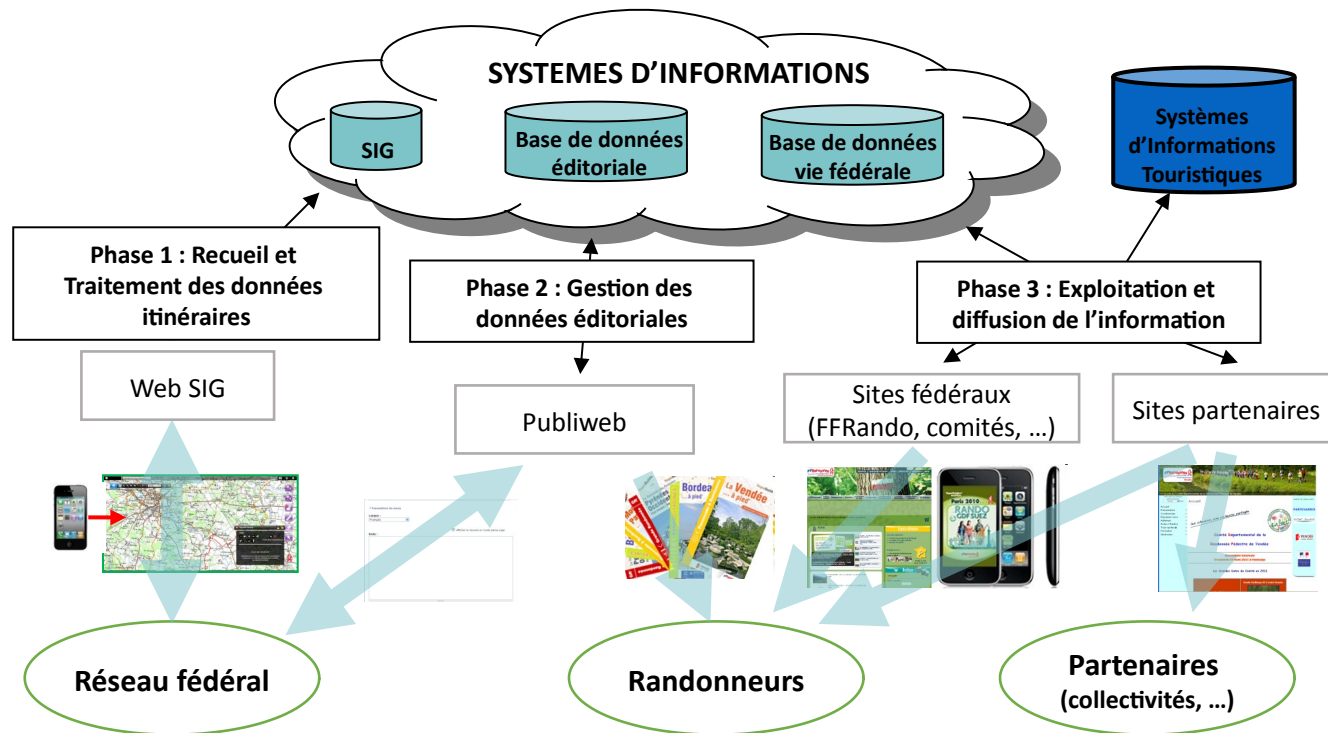 SYSTEMES D'INFORMATIONS
SIG
Base de données
éditoriale
Base de données
vie fédérale
Systèmes
d'Informations
Touristiques
Phase 1 : Recueil et
Traitement des données
itinéraires
Phase 2 : Gestion des
données éditoriales
Phase 3 : Exploitation et
diffusion de l'information
Web SIG
Publiweb
Sites fédéraux
(FFRando, comités, …)
Sites partenaires
Bordea
à pied
La Vendée
à pied
Paris 2010
RANDO
GDF SUEZ
Réseau fédéral
Randonneurs
Partenaires
(collectivités, …)